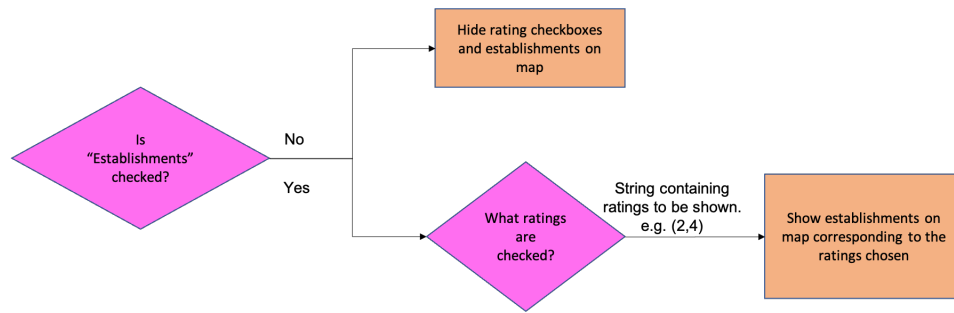 Hide rating checkboxes
and establishments on
map
Is
“Establishments”
checked?
No
Yes
What ratings
are
checked?
String containing
ratings to be shown.
e.g. (2,4)
Show establishments on
map corresponding to the
ratings chosen